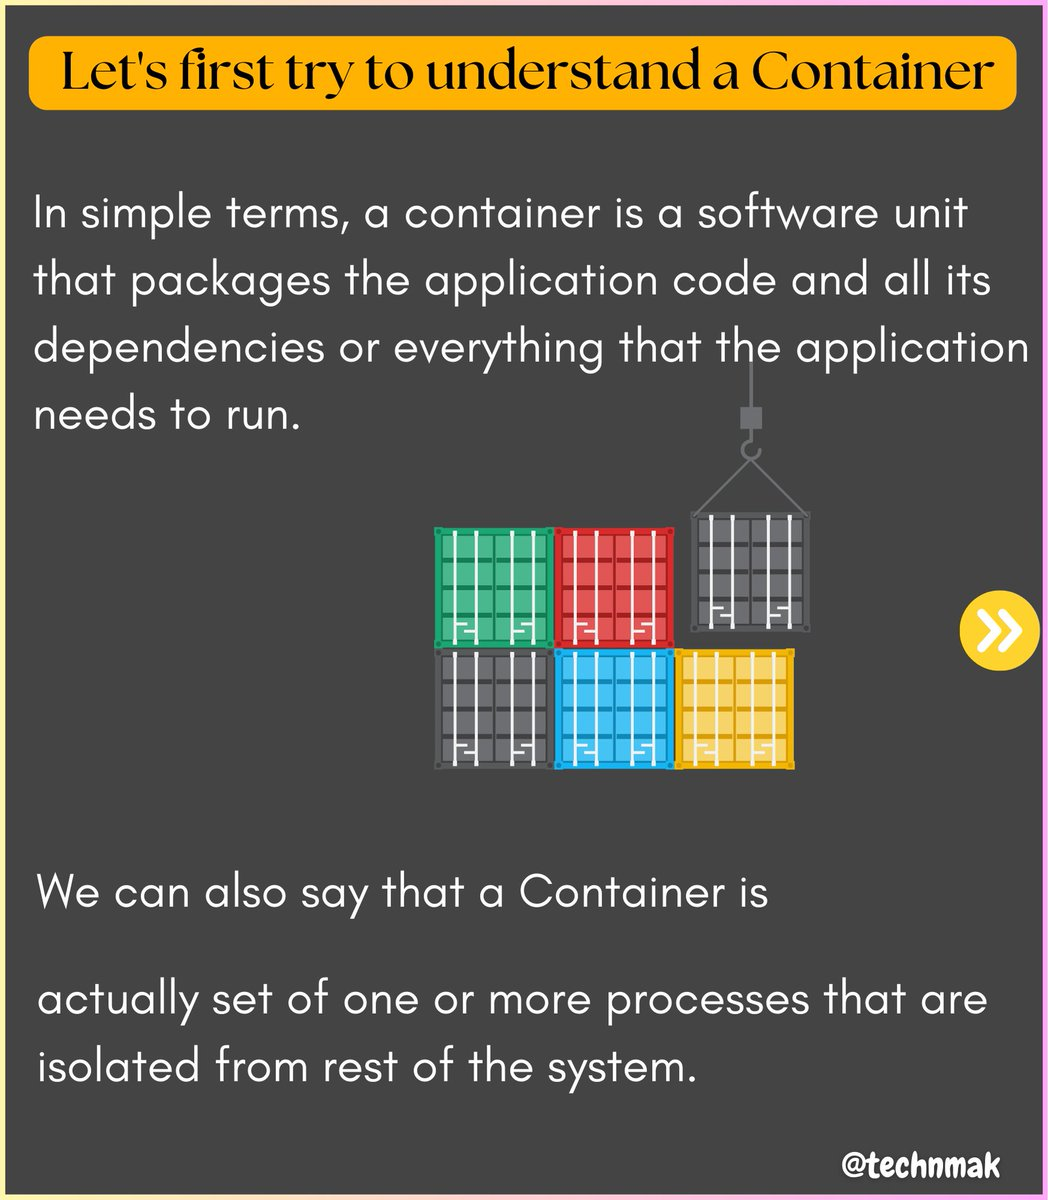 Let's first try to understand a Container
In simple terms, a container is a software unit
that packages the application code and all its
dependencies or everything that the application
needs to run.
We can also say that a Container is
actually set of one or more processes that are
isolated from rest of the system.
@technmak